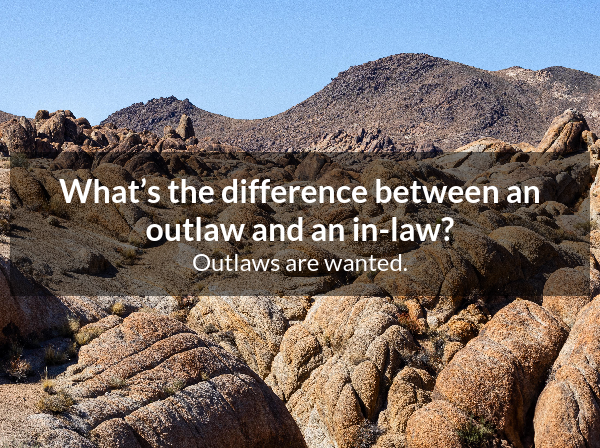 What’s the difference between an
outlaw and an in-law?
Outlaws are wanted.